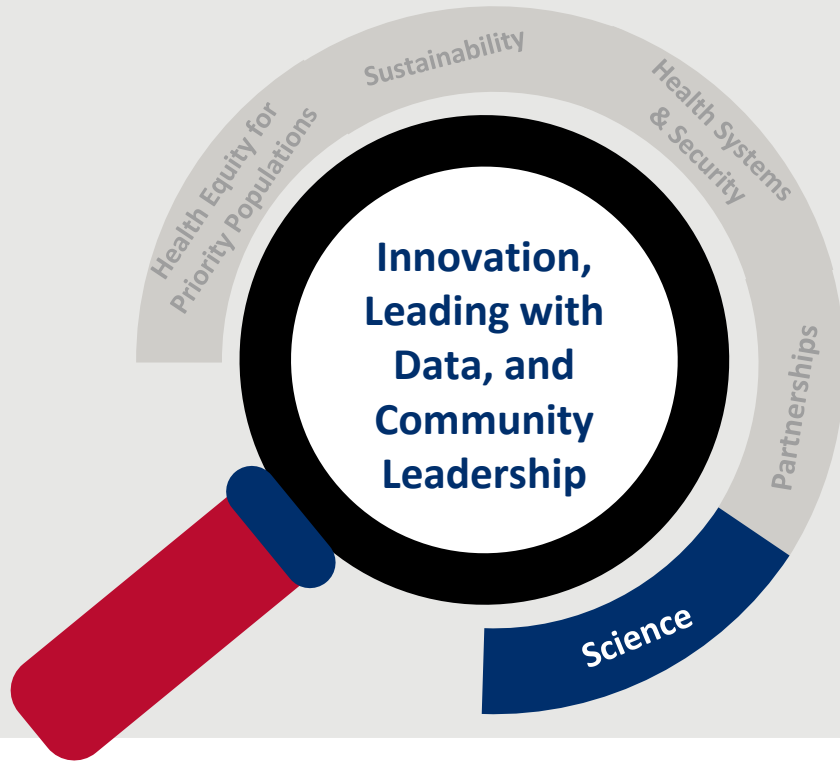 Health Equity for
Priority Populations
Sustainability
Health Systems
& Security
Partnerships
Science
Innovation,
Leading with
Data, and
Community
Leadership